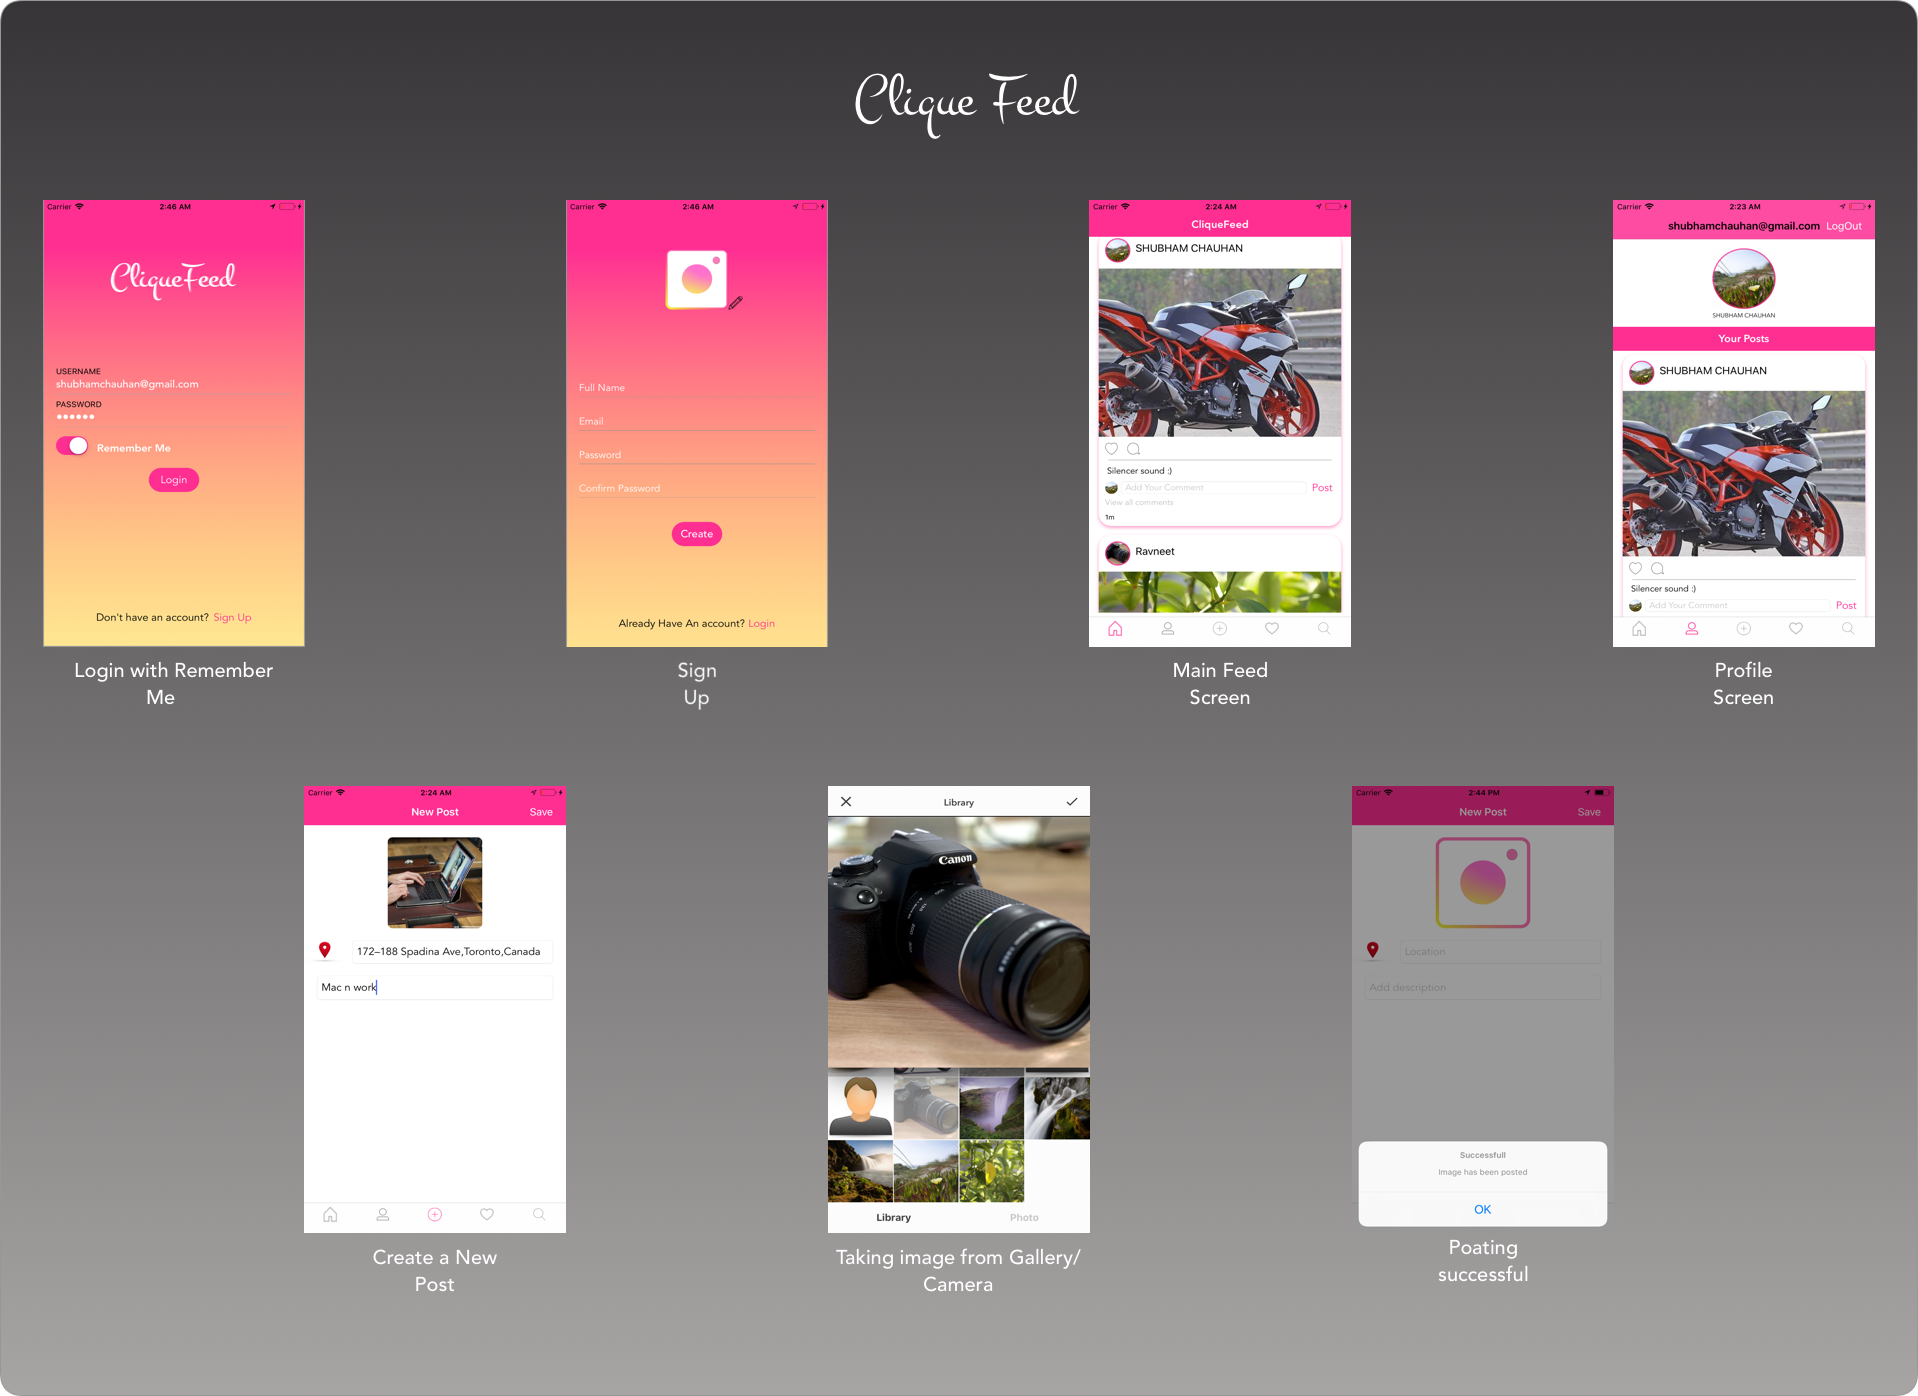 Clique Feed
Carrier 2:46 AM
CliqueFeed
USERNAME
shubhamchauhan@gmail.com
PASSWORD
Remember Me
Login
Don't have an account? Sign Up
Login with Remember
Me
Carrier 2:46 AM
Full Name
Email
Password
Confirm Password
Create
Already Have An account? Login
Sign
Up
Carrier 2:24 AM
CliqueFeed
SHUBHAM CHAUHAN
Silencer sound :)
Add Your Comment Post
View all comments
1m
Ravneet
Main Feed
Screen
Carrier 2:23 AM
shubhamchauhan@gmail.com LogOut
SHUBHAM CHAUHAN
Your Posts
SHUBHAM CHAUHAN
Silencer sound :)
Add Your Comment Post
Profile
Screen
Carrier 2:24 AM
New Post Save
172–188 Spadina Ave,Toronto,Canada
Mac n work
Create a New
Post
Library
Canon
Library Photo
Taking image from Gallery/
Camera
Carrier 2:44 PM
New Post Save
Location
Add description
Successfull
Image has been posted
OK
Poating
successful